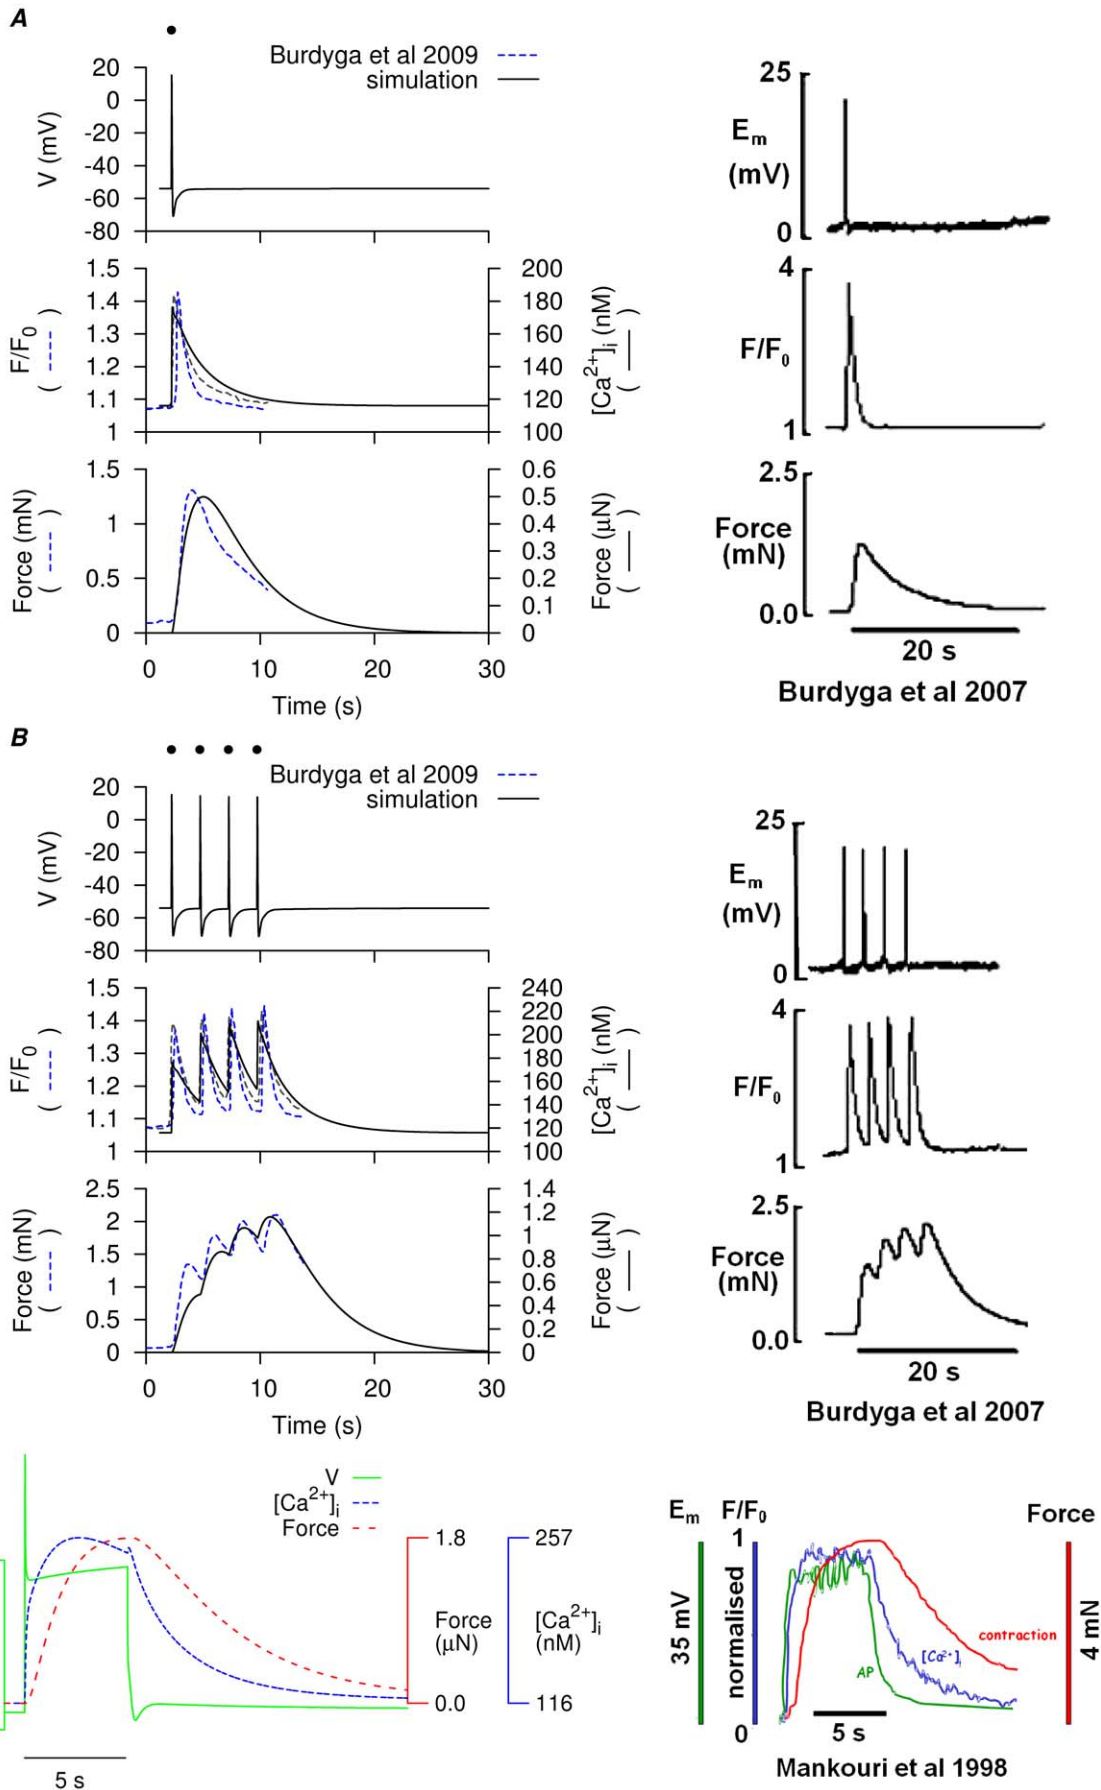 A
Burdyga et al 2009
simulation
V (mV)
20
0
-20
-40
-60
-80
F/F0
( )
1.5
1.4
1.3
1.2
1.1
1
200
180
160
140
120
100
[Ca2+]i (nM)
( )
Force (mN)
( )
1.5
1
0.5
0
0.6
0.5
0.4
0.3
0.2
0.1
0
Force (μN)
( )
0 10 20 30
Time (s)
25
Em
(mV)
0
4
F/F0
1
2.5
Force
(mN)
0.0
20 s
Burdyga et al 2007
B
Burdyga et al 2009
simulation
V (mV)
20
0
-20
-40
-60
-80
F/F0
( )
1.5
1.4
1.3
1.2
1.1
1
240
220
200
180
160
140
120
100
[Ca2+]i (nM)
( )
Force (mN)
( )
2.5
2
1.5
1
0.5
0
1.4
1.2
1
0.8
0.6
0.4
0.2
0
Force (μN)
( )
0 10 20 30
Time (s)
25
Em
(mV)
0
4
F/F0
1
2.5
Force
(mN)
0.0
20 s
Burdyga et al 2007
V
[Ca2+]i
Force
1.8
Force
(μN)
0.0
257
[Ca2+]i
(nM)
116
5 s
Em F/F0 Force
35 mV
1
normalised
0
contraction
[Ca2+]i
AP
4 mN
5 s
Mankouri et al 1998